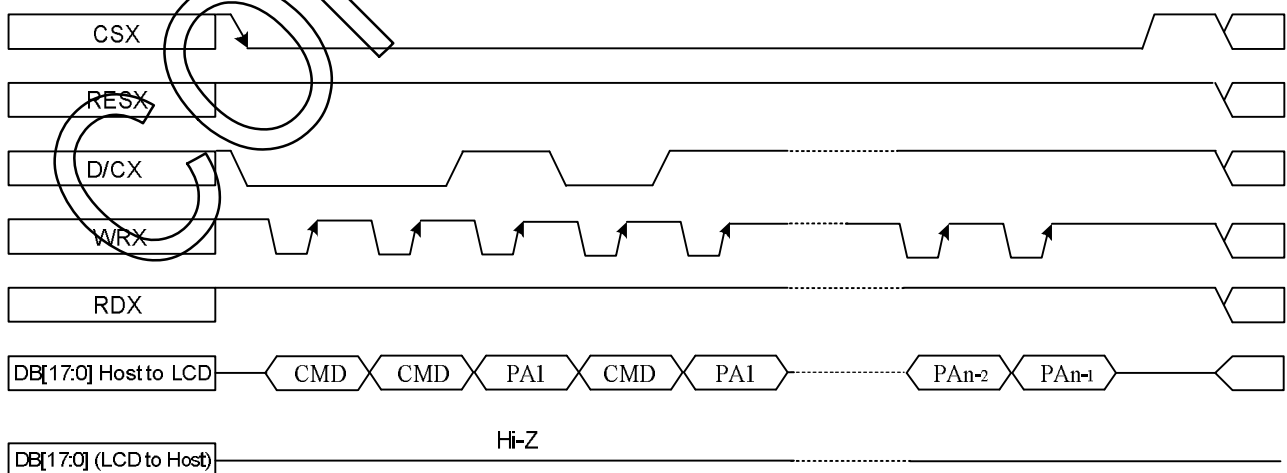 CSX
RESX
D/CX
WRX
RDX
DB[17:0] Host to LCD CMD CMD PA1 CMD PA1 PAn-2 PAn-1
Hi-Z
DB[17:0] (LCD to Host)